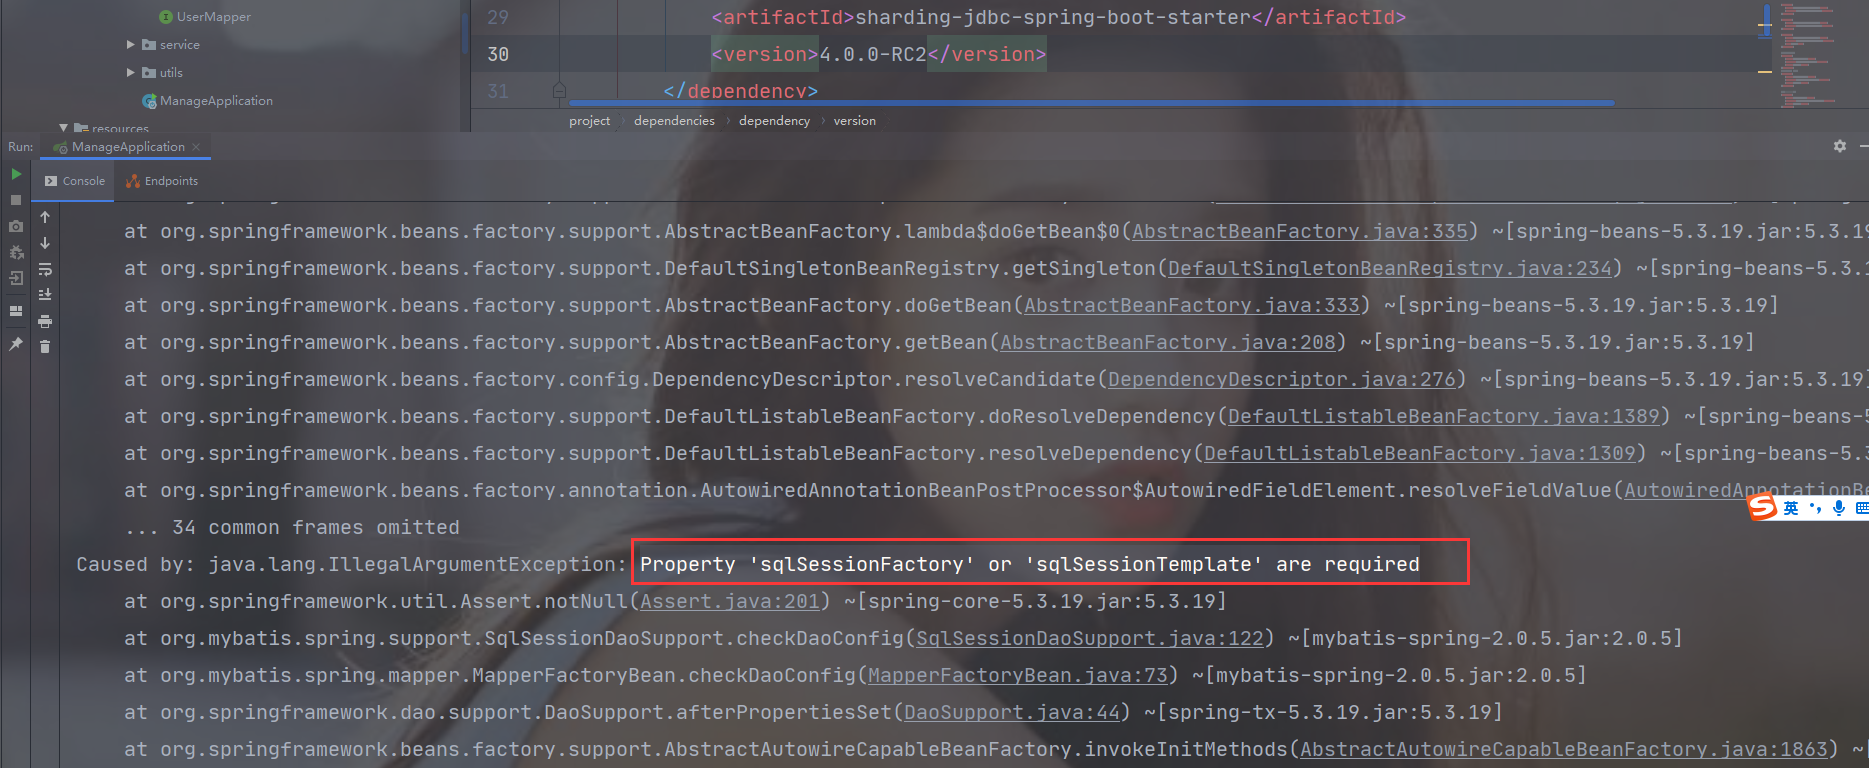 UserMapper
service
utils
ManageApplication
resources
29 <artifactId>sharding-jdbc-spring-boot-starter</artifactId>
30 <version>4.0.0-RC2</version>
31 </dependency>
project dependencies dependency version
Run: ManageApplication
Console Endpoints
at org.springframework.beans.factory.support.AbstractBeanFactory.lambda$doGetBean$0(AbstractBeanFactory.java:335) ~[spring-beans-5.3.19.jar:5.3.19
at org.springframework.beans.factory.support.DefaultSingletonBeanRegistry.getSingleton(DefaultSingletonBeanRegistry.java:234) ~[spring-beans-5.3.1
at org.springframework.beans.factory.support.AbstractBeanFactory.doGetBean(AbstractBeanFactory.java:333) ~[spring-beans-5.3.19.jar:5.3.19]
at org.springframework.beans.factory.support.AbstractBeanFactory.getBean(AbstractBeanFactory.java:208) ~[spring-beans-5.3.19.jar:5.3.19]
at org.springframework.beans.factory.config.DependencyDescriptor.resolveCandidate(DependencyDescriptor.java:276) ~[spring-beans-5.3.19.jar:5.3.19]
at org.springframework.beans.factory.support.DefaultListableBeanFactory.doResolveDependency(DefaultListableBeanFactory.java:1389) ~[spring-beans-5
at org.springframework.beans.factory.support.DefaultListableBeanFactory.resolveDependency(DefaultListableBeanFactory.java:1309) ~[spring-beans-5.3
at org.springframework.beans.factory.annotation.AutowiredAnnotationBeanPostProcessor$AutowiredFieldElement.resolveFieldValue(AutowiredAnnotationBe
... 34 common frames omitted
英
Caused by: java.lang.IllegalArgumentException: Property 'sqlSessionFactory' or 'sqlSessionTemplate' are required
at org.springframework.util.Assert.notNull(Assert.java:201) ~[spring-core-5.3.19.jar:5.3.19]
at org.mybatis.spring.support.SqlSessionDaoSupport.checkDaoConfig(SqlSessionDaoSupport.java:122) ~[mybatis-spring-2.0.5.jar:2.0.5]
at org.mybatis.spring.mapper.MapperFactoryBean.checkDaoConfig(MapperFactoryBean.java:73) ~[mybatis-spring-2.0.5.jar:2.0.5]
at org.springframework.dao.support.DaoSupport.afterPropertiesSet(DaoSupport.java:44) ~[spring-tx-5.3.19.jar:5.3.19]
at org.springframework.beans.factory.support.AbstractAutowireCapableBeanFactory.invokeInitMethods(AbstractAutowireCapableBeanFactory.java:1863) ~[